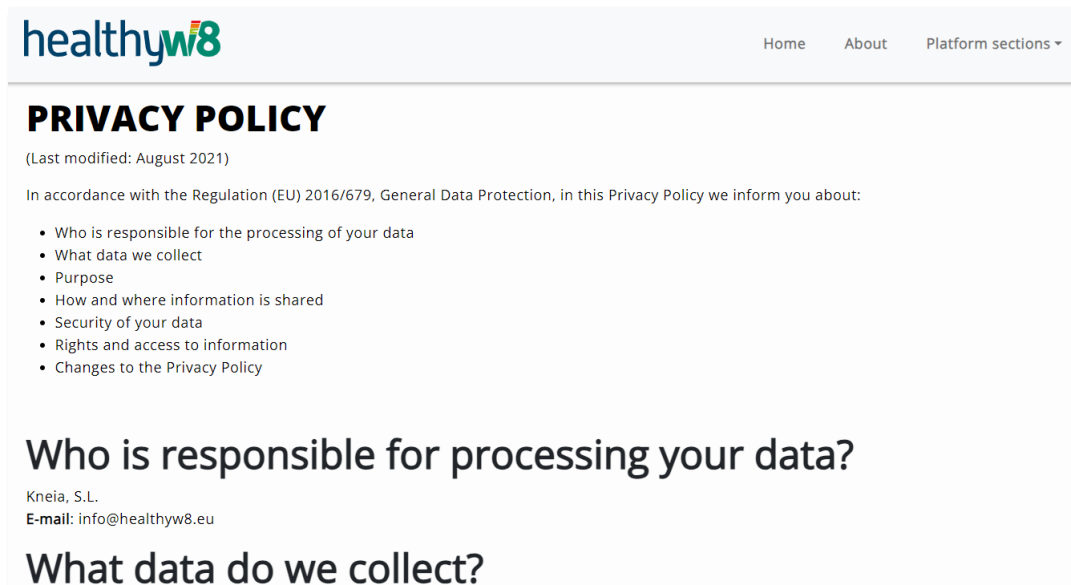 healthyw8
Home About Platform sections
PRIVACY POLICY
(Last modified: August 2021)
In accordance with the Regulation (EU) 2016/679, General Data Protection, in this Privacy Policy we inform you about:
• Who is responsible for the processing of your data
• What data we collect
• Purpose
• How and where information is shared
• Security of your data
• Rights and access to information
• Changes to the Privacy Policy
Who is responsible for processing your data?
Kneia, S.L.
E-mail: info@healthyw8.eu
What data do we collect?